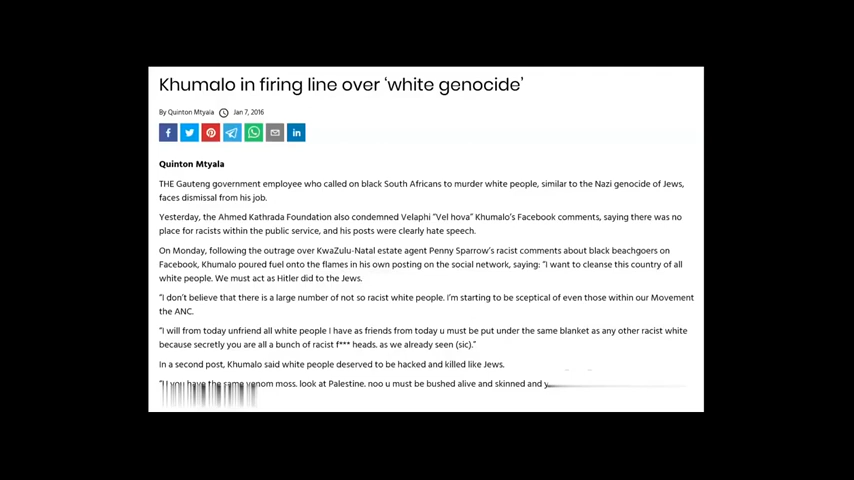 Khumalo in firing line over ‘white genocide’
By Quinton Mtyala Jan 7, 2016
Quinton Mtyala
THE Gauteng government employee who called on black South Africans to murder white people, similar to the Nazi genocide of Jews,
faces dismissal from his job.
Yesterday, the Ahmed Kathrada Foundation also condemned Velaphi “Vel hova” Khumalo’s Facebook comments, saying there was no
place for racists within the public service, and his posts were clearly hate speech.
On Monday, following the outrage over KwaZulu-Natal estate agent Penny Sparrow’s racist comments about black beachgoers on
Facebook, Khumalo poured fuel onto the flames in his own posting on the social network, saying: “I want to cleanse this country of all
white people. We must act as Hitler did to the Jews.
“I don’t believe that there is a large number of not so racist white people. I’m starting to be sceptical of even those within our Movement
the ANC.
“I will from today unfriend all white people I have as friends from today u must be put under the same blanket as any other racist white
because secretly you are all a bunch of racist f*** heads. as we already seen (sic).”
In a second post, Khumalo said white people deserved to be hacked and killed like Jews.
you have the same venom moss. look at Palestine. noo u must be bushed alive and skinned and